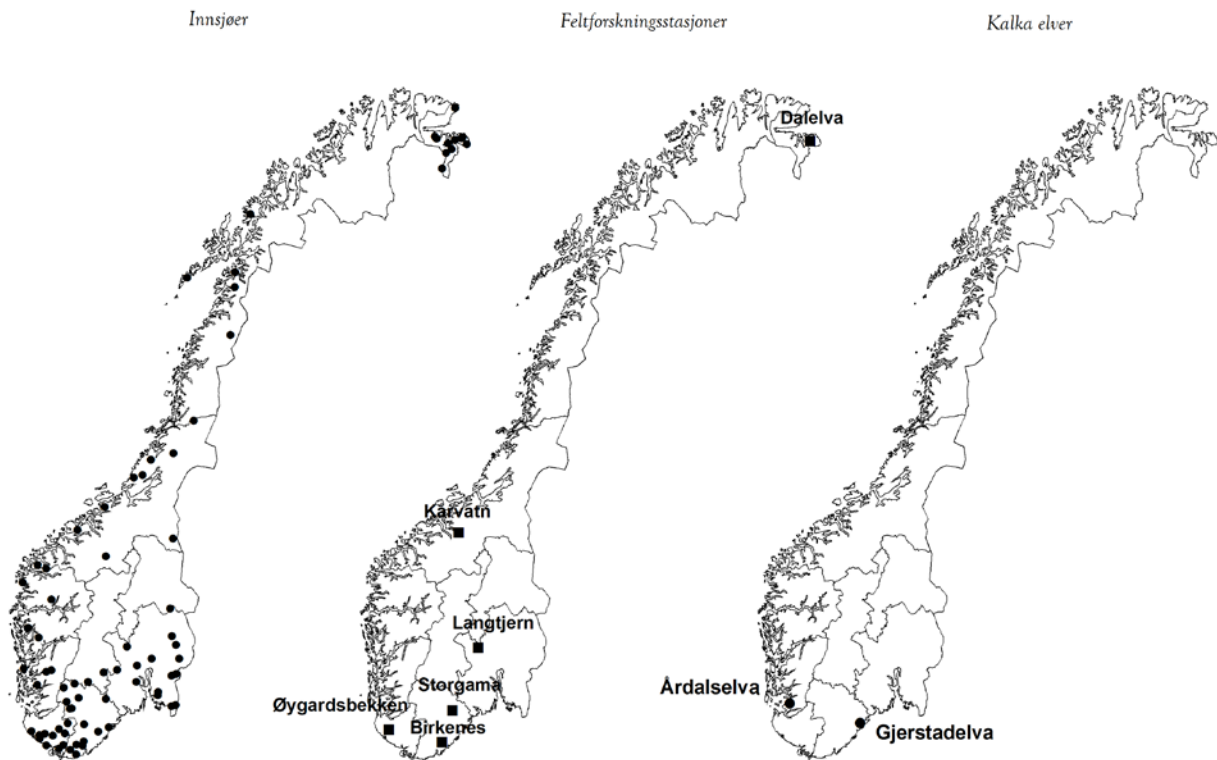 Innsjøer
Feltforskningsstasjoner
Kalka elver
Dalelva
Kårvatn
Langtjern
Storgama
Øygardsbekken
Birkenes
Årdalselva
Gjerstadelva